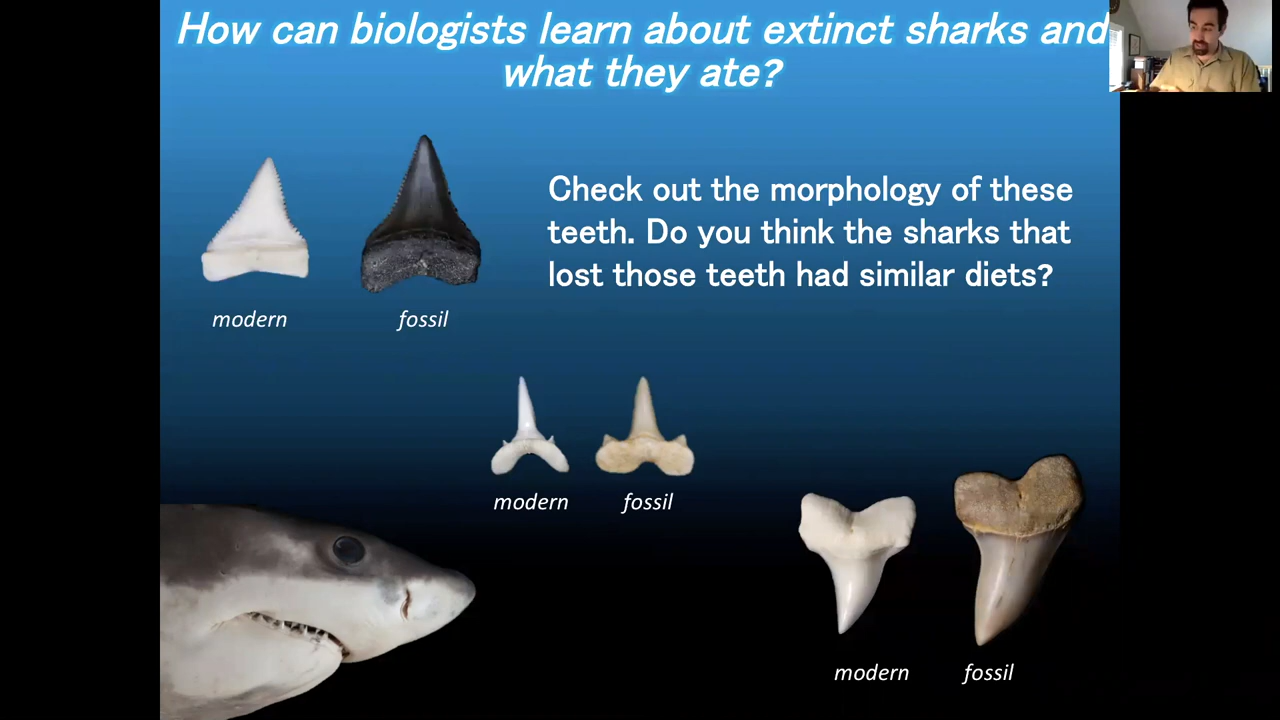 How can biologists learn about extinct sharks and
what they ate?
Check out the morphology of these
teeth. Do you think the sharks that
lost those teeth had similar diets?
modern
fossil
modern
fossil
modern
fossil